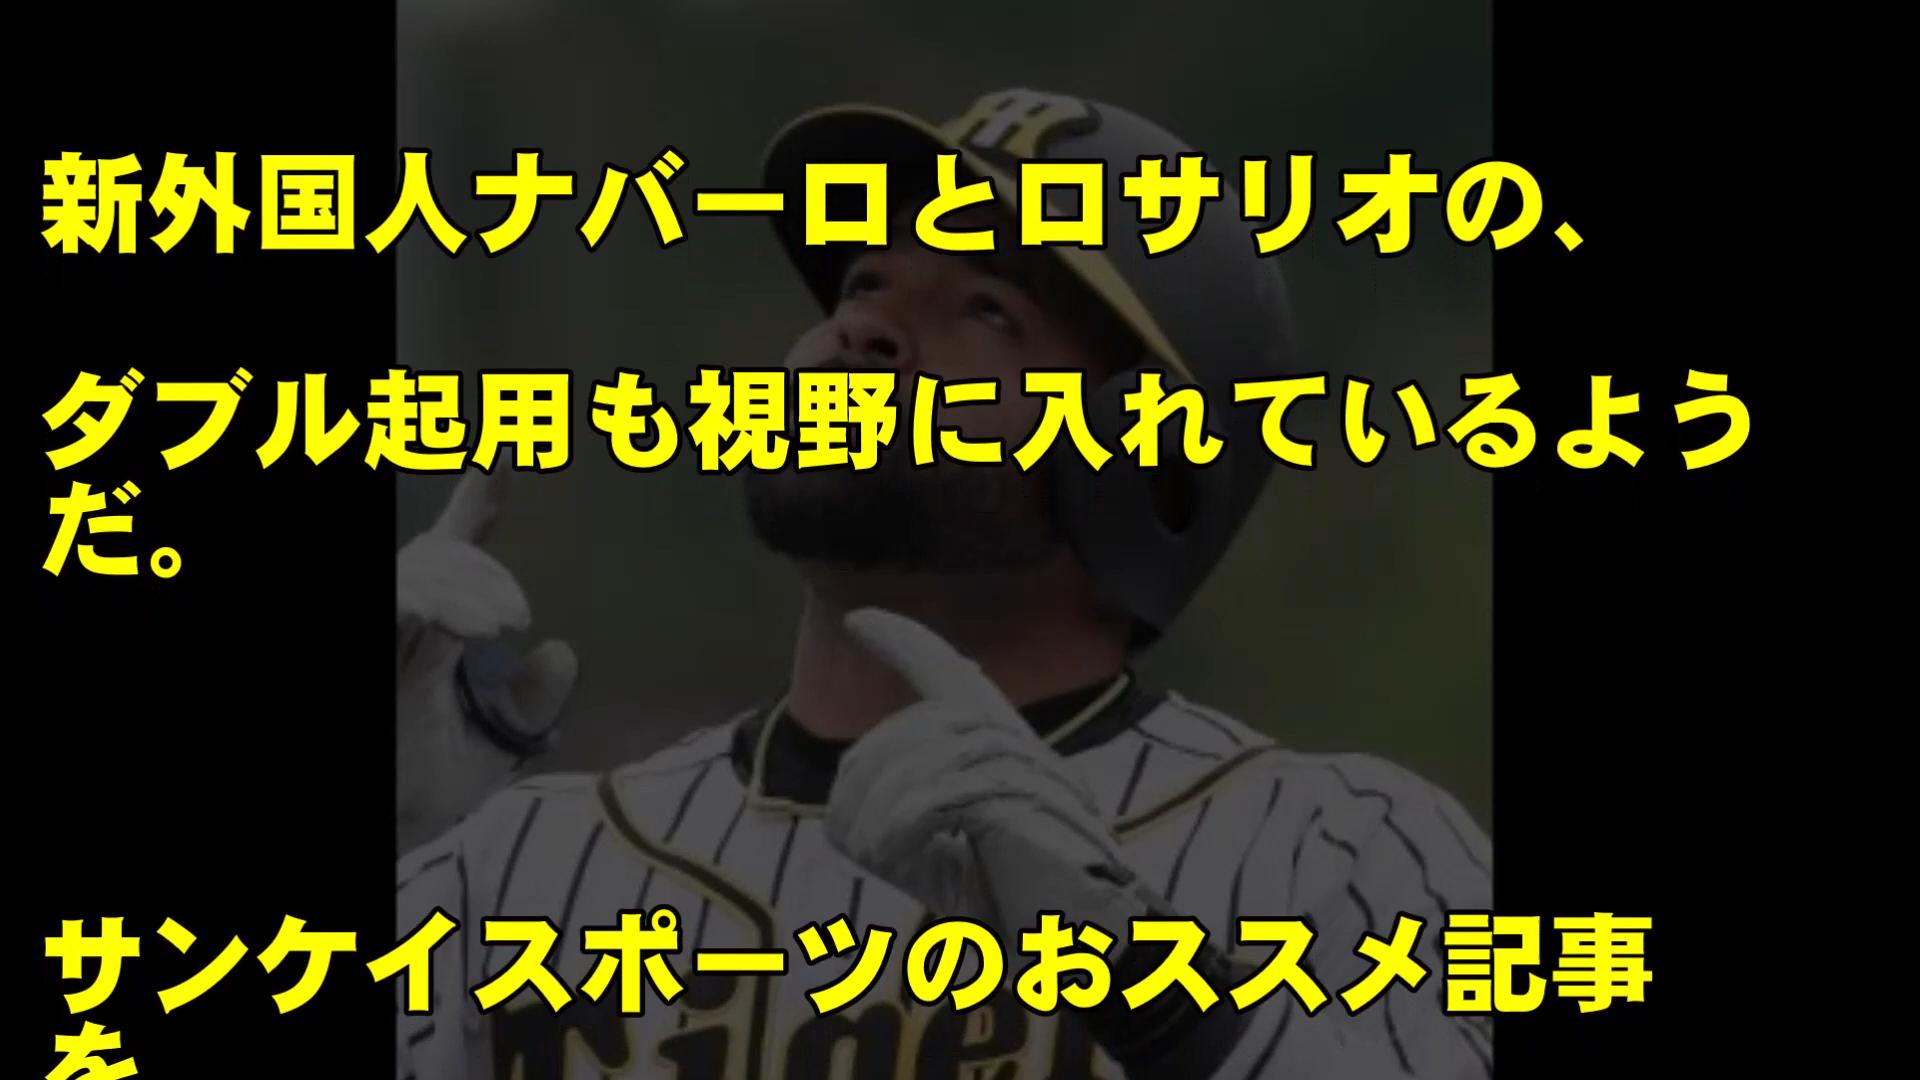 新外国人ナバーロとロサリオの、
ダブル起用も視野に入れているよう
だ。
サンケイスポーツのおススメ記事
を
Tigers